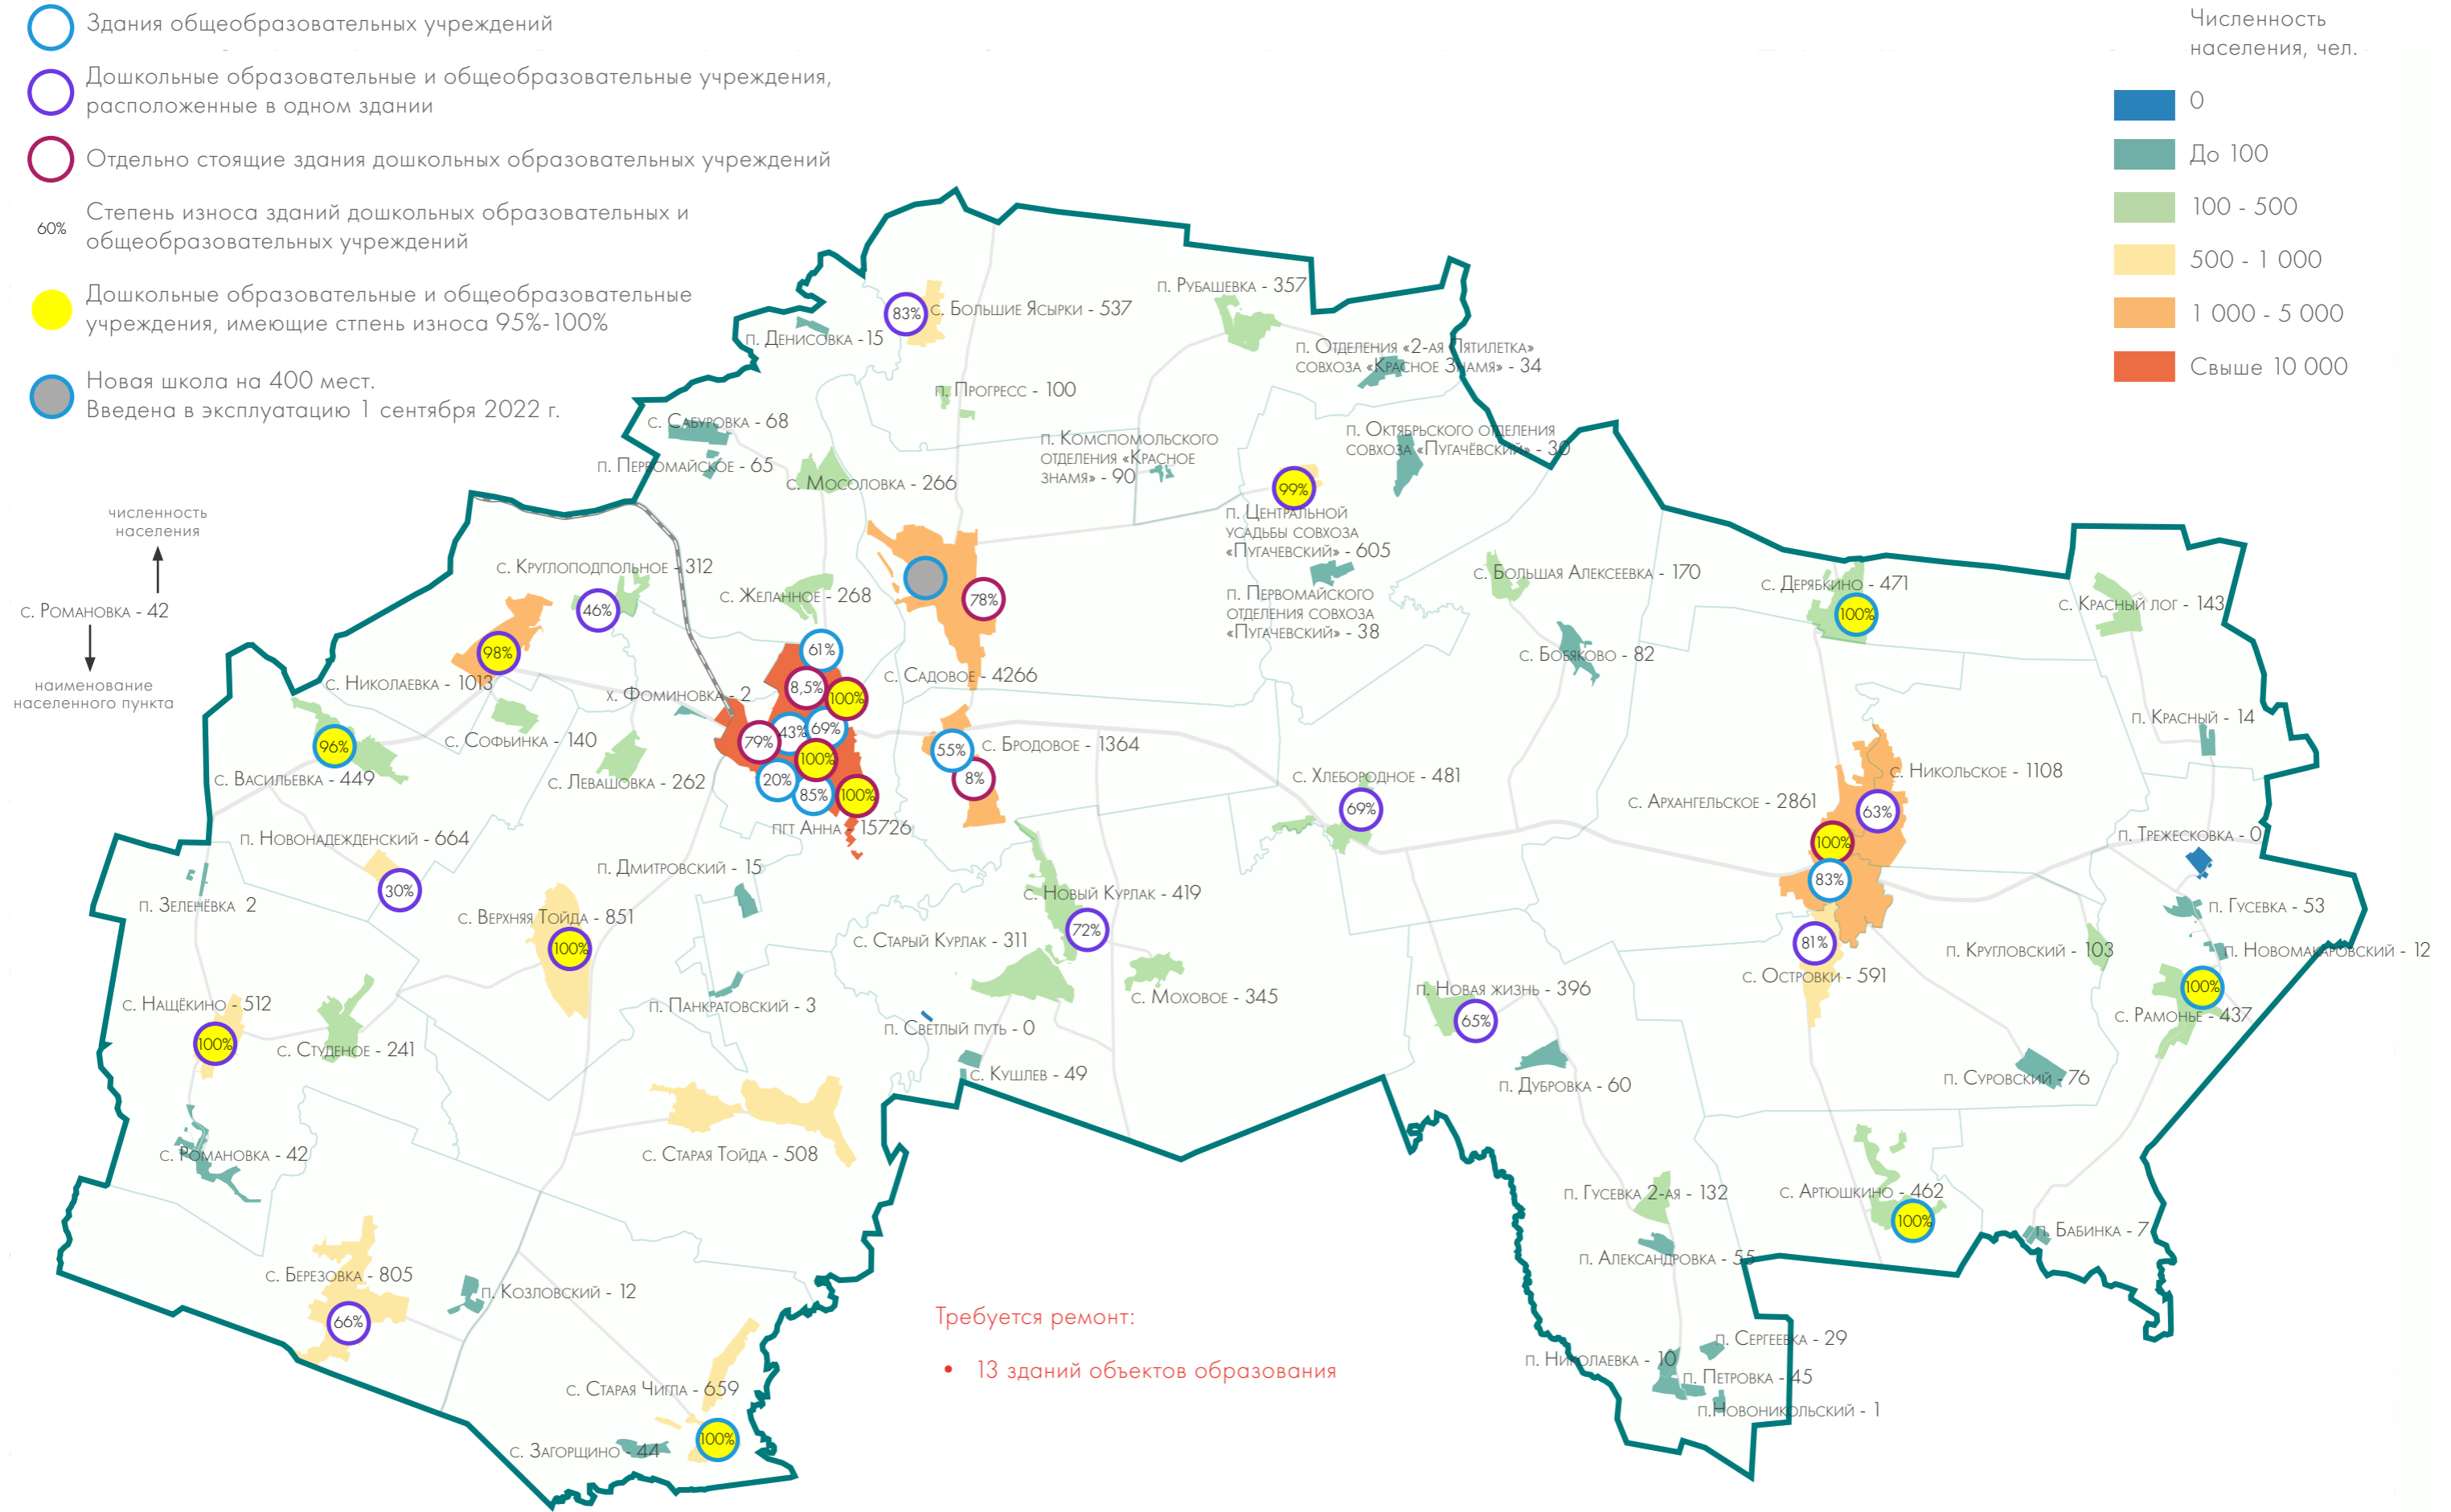 Здания общеобразовательных учреждений
Дошкольные образовательные и общеобразовательные учреждения,
расположенные в одном здании
Отдельно стоящие здания дошкольных образовательных учреждений
60%
Степень износа зданий дошкольных образовательных и
общеобразовательных учреждений
Дошкольные образовательные и общеобразовательные
учреждения, имеющие стпень износа 95%-100%
Новая школа на 400 мест.
Введена в эксплуатацию 1 сентября 2022 г.
Численность
населения, чел.
0
До 100
100 - 500
500 - 1 000
1 000 - 5 000
Свыше 10 000
численность
населения
с. Романовка - 42
наименование
населенного пункта
83%
с. Большие Ясырки - 537
п. Денисовка - 15
п. Рубашевка - 357
п. Отделения «2-ая Пятилетка»
совхоза «Красное Знамя» - 34
п. Прогресс - 100
с. Сабуровка - 68
п. Первомайское - 65
с. Мосоловка - 266
п. Комспомольского
отделения «Красное
знамя» - 90
п. Октябрьского отделения
совхоза «Пугачёвский» - 30
99%
п. Центральной
усадьбы совхоза
«Пугачевский» - 605
п. Первомайского
отделения совхоза
«Пугачевский» - 38
с. Круглоподпольное - 312
46%
с. Желанное - 268
78%
с. Садовое - 4266
98%
с. Николаевка - 1013
х. Фоминовка - 2
61%
8,5%
100%
43%
69%
79%
100%
20%
85%
100%
пгт Анна - 15726
55%
с. Бродовое - 1364
8%
с. Большая Алексеевка - 170
с. Бобяково - 82
с. Дерябкино - 471
100%
с. Красный лог - 143
п. Красный - 14
96%
с. Васильевка - 449
с. Софьинка - 140
с. Левашовка - 262
с. Хлебородное - 481
69%
с. Никольское - 1108
с. Архангельское - 2861
63%
100%
83%
81%
с. Островки - 591
п. Трежесковка - 0
п. Гусевка - 53
п. Новомакаровский - 12
п. Кругловский - 103
100%
с. Рамонье - 437
п. Суровский - 76
п. Новонадежденский - 664
30%
п. Зеленёвка 2
с. Верхняя Тойда - 851
100%
п. Дмитровский - 15
с. Новый Курлак - 419
72%
с. Старый Курлак - 311
с. Моховое - 345
п. Панкратовский - 3
п. Светлый путь - 0
с. Кушлев - 49
п. Новая жизнь - 396
65%
п. Дубровка - 60
с. Нащёкино - 512
100%
с. Студеное - 241
с. Романовка - 42
с. Старая Тойда - 508
п. Гусевка 2-ая - 132
п. Александровка - 55
с. Артюшкино - 462
100%
п. Бабинка - 7
с. Березовка - 805
66%
п. Козловский - 12
с. Старая Чигла - 659
100%
с. Загорщино - 44
Требуется ремонт:
• 13 зданий объектов образования
п. Сергеевка - 29
п. Николаевка - 10
п. Петровка - 45
п.Новоникольский - 1